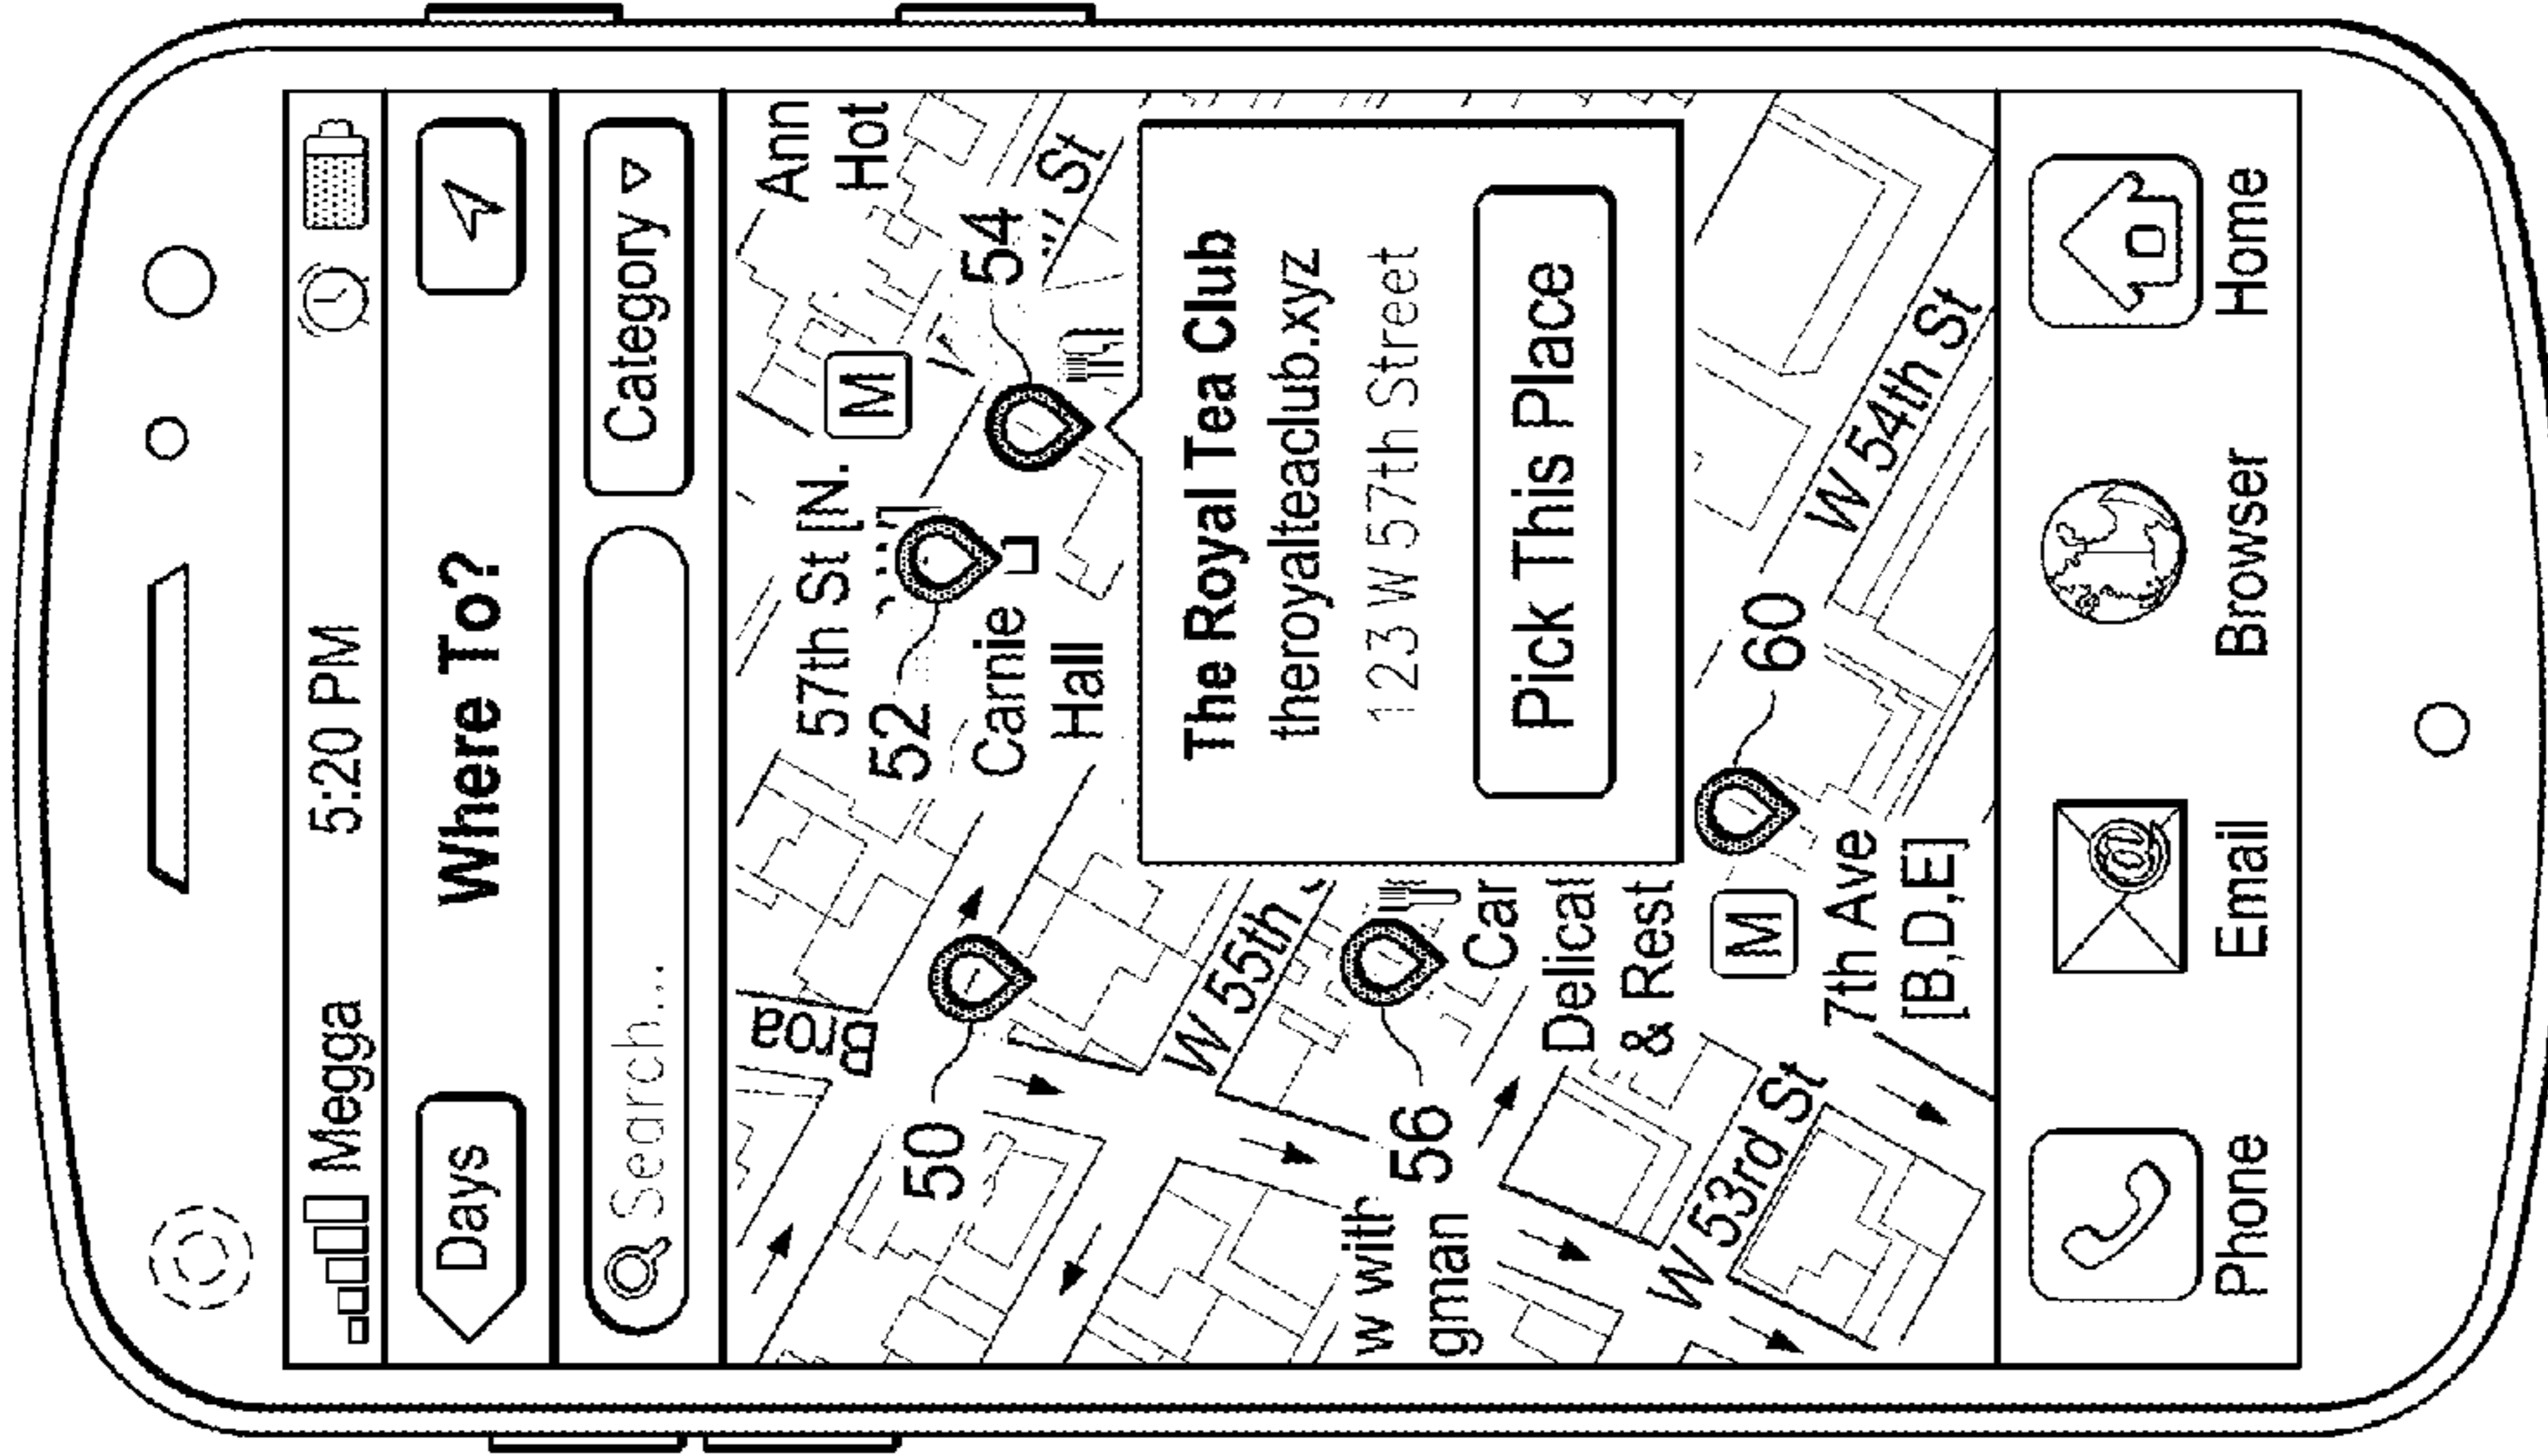 Megga 5:20 PM
Days Where To?
Search... Category
Ann
Hot
57th St [N.
M
Broa
52
54
St
50
Carnie
Hall
The Royal Tea Club
theroyalteaclub.xyz
123 W 57th Street
Pick This Place
W 55th
w with
gman
56
Car
Delicat
& Rest
60
M
7th Ave
[B,D,E]
W 54th St
W 53rd St
Phone Email Browser Home